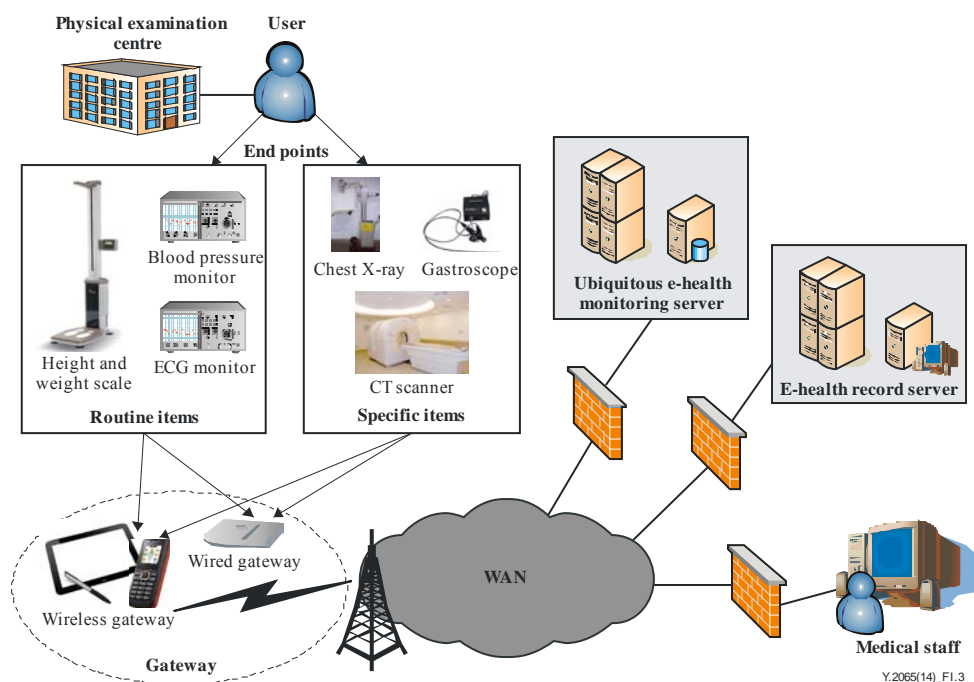 Physical examination
centre
User
End points
Height and
weight scale
Blood pressure
monitor
ECG monitor
Routine items
Chest X-ray
Gastroscope
CT scanner
Specific items
Ubiquitous e-health
monitoring server
E-health record server
Wired gateway
Wireless gateway
Gateway
WAN
Medical staff
Y.2065(14)_FI.3